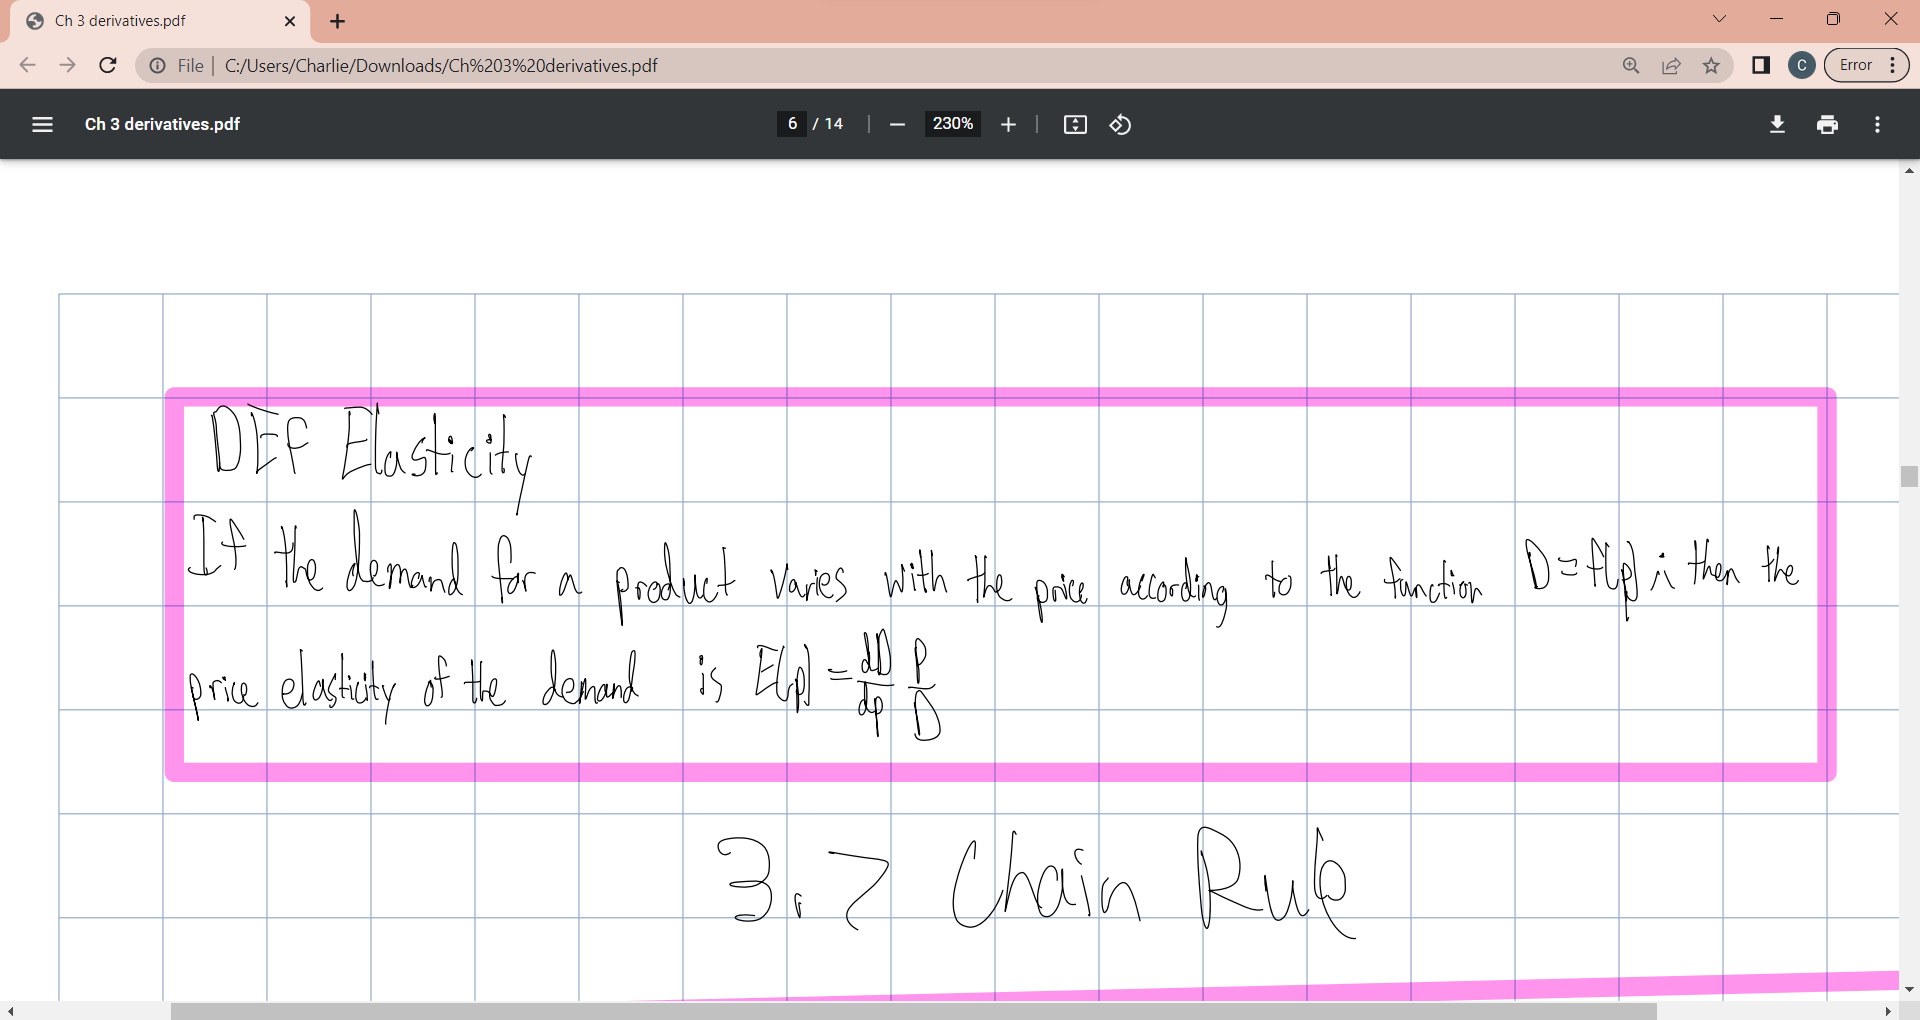 Ch 3 derivatives.pdf
File | C:/Users/Charlie/Downloads/Ch%203%20derivatives.pdf
C
Error
Ch 3 derivatives.pdf
6 / 14
230%
DEF Elasticity
If the demand for a product varies with the price according to the function D=f(p), then the
price elasticity of the demand is E(p) = dD/dp P/D
3.7 Chain Rule